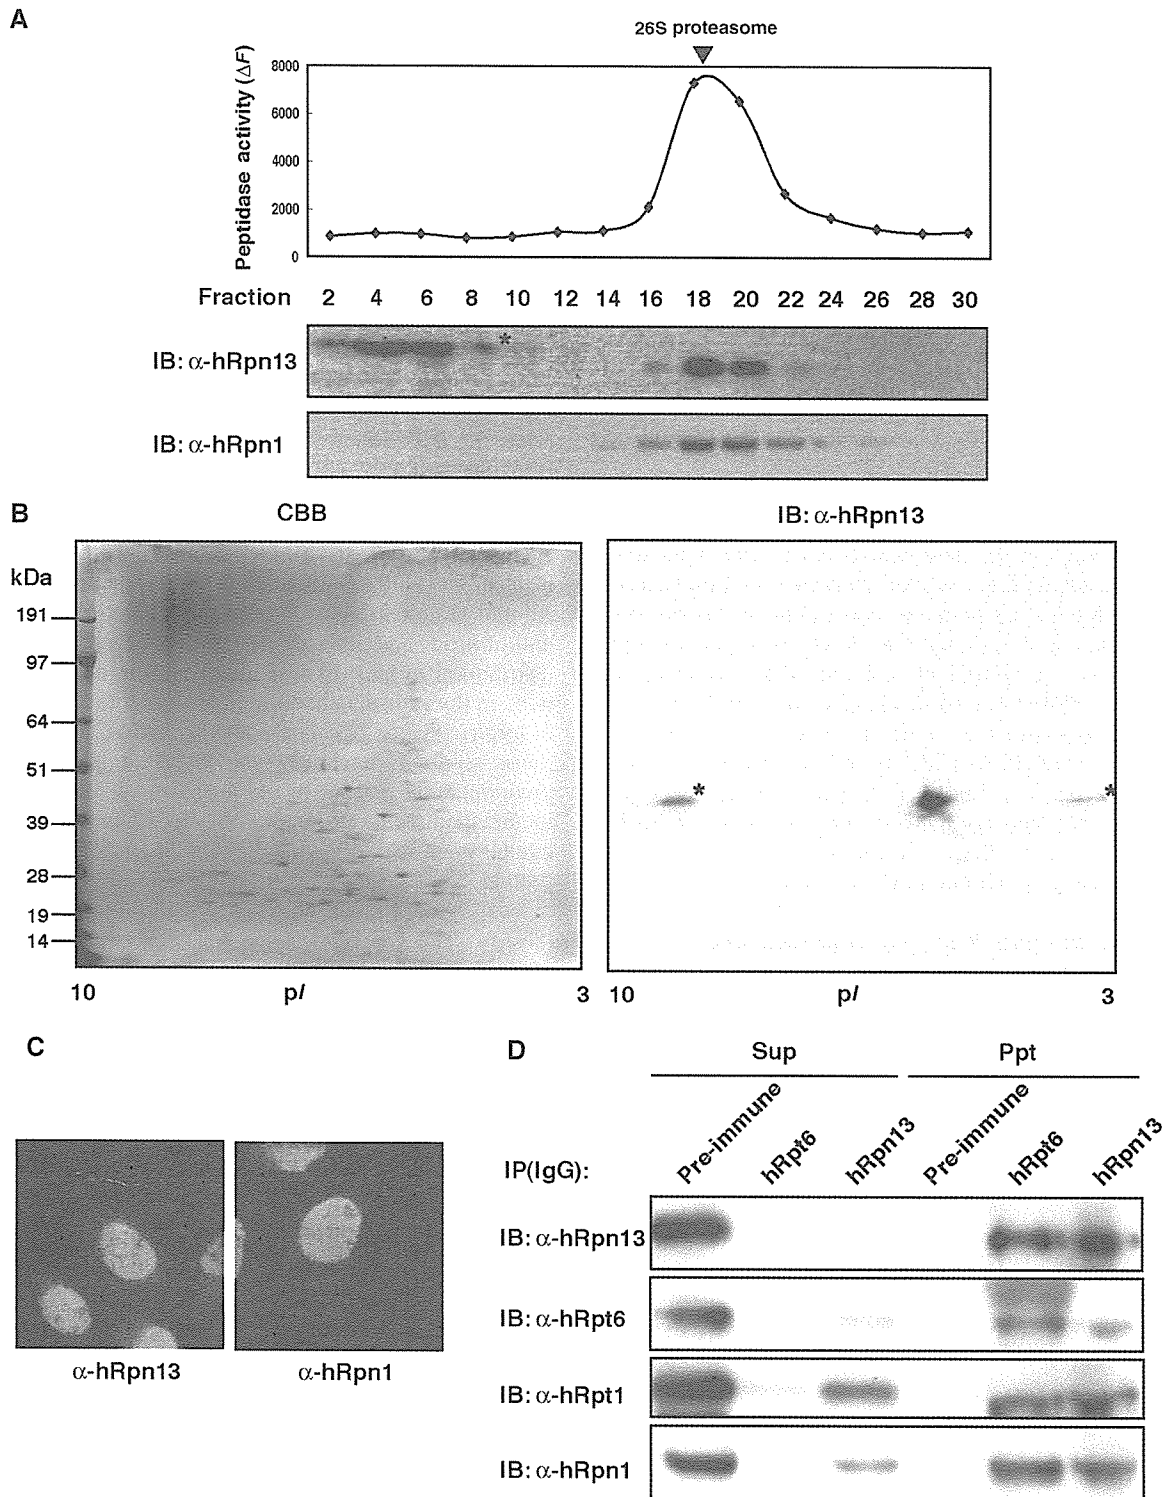 A
26S proteasome
Peptidase activity (ΔF)
8000
6000
4000
2000
0
Fraction 2 4 6 8 10 12 14 16 18 20 22 24 26 28 30
*
IB: α-hRpn13
IB: α-hRpn1
B
CBB
IB: α-hRpn13
kDa
191
97
64
51
39
28
19
14
* *
10 pI 3
10 pI 3
C
α-hRpn13
α-hRpn1
D
Sup Ppt
IP(IgG): Pre-immune hRpt6 hRpn13 Pre-immune hRpt6 hRpn13
IB: α-hRpn13
IB: α-hRpt6
IB: α-hRpt1
IB: α-hRpn1